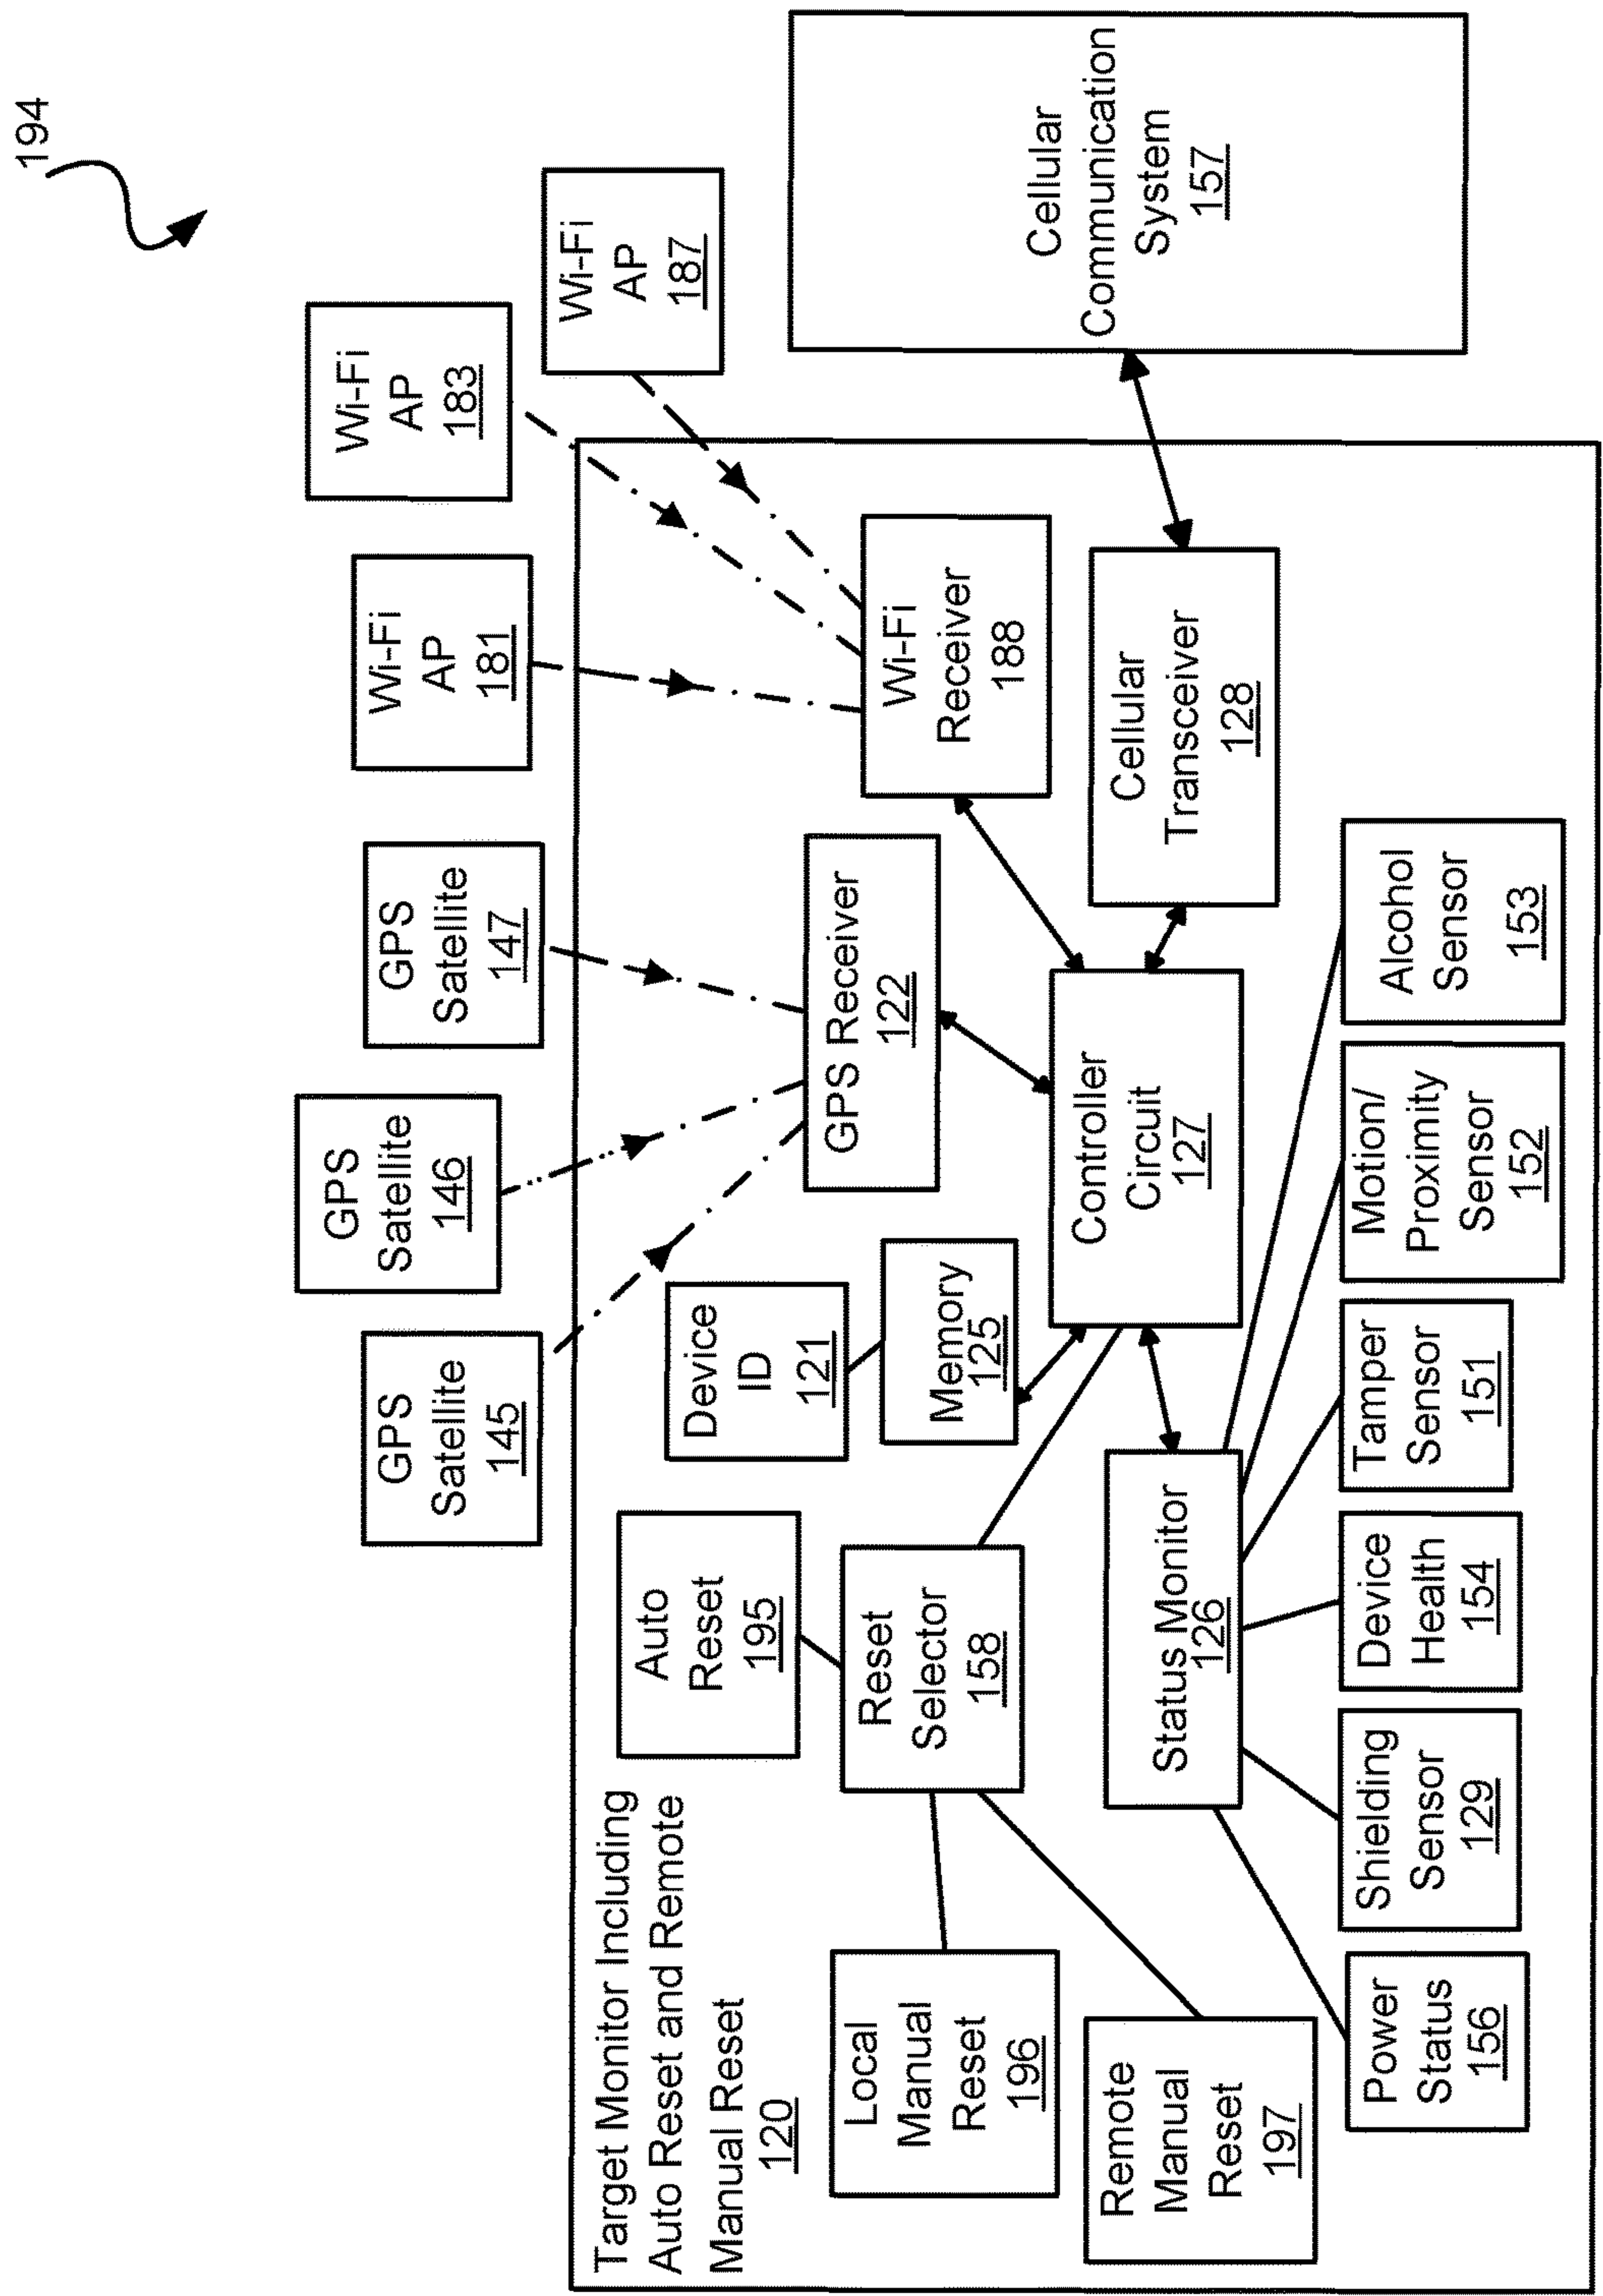 194
GPS
Satellite
145
GPS
Satellite
146
GPS
Satellite
147
Wi-Fi
AP
181
Wi-Fi
AP
183
Wi-Fi
AP
187
Target Monitor Including
Auto Reset and Remote
Manual Reset
120
Auto
Reset
195
Device
ID
121
Local
Manual
Reset
196
Reset
Selector
158
Memory
125
GPS Receiver
122
Wi-Fi
Receiver
188
Remote
Manual
Reset
197
Status Monitor
126
Controller
Circuit
127
Cellular
Transceiver
128
Cellular
Communication
System
157
Power
Status
156
Shielding
Sensor
129
Device
Health
154
Tamper
Sensor
151
Motion/
Proximity
Sensor
152
Alcohol
Sensor
153